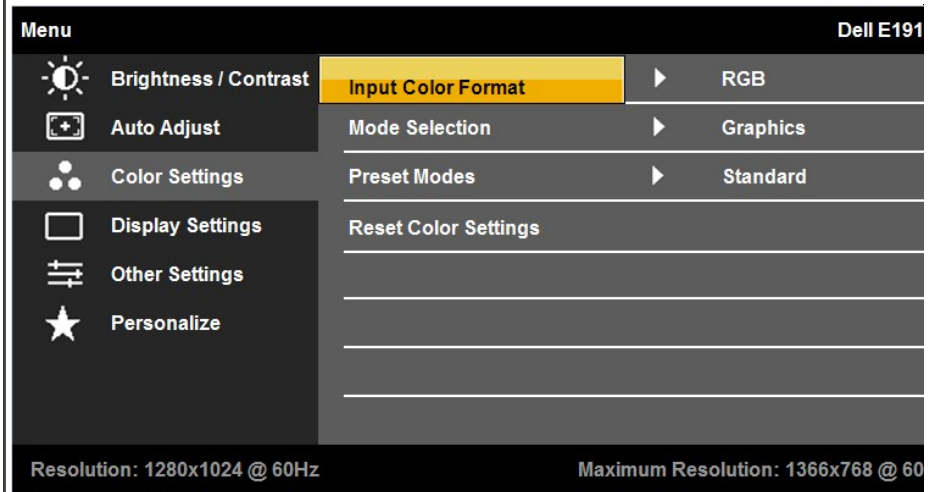 Menu Dell E191
Brightness / Contrast Input Color Format RGB
Auto Adjust Mode Selection Graphics
Color Settings Preset Modes Standard
Display Settings Reset Color Settings
Other Settings
Personalize
Resolution: 1280x1024 @ 60Hz Maximum Resolution: 1366x768 @ 60